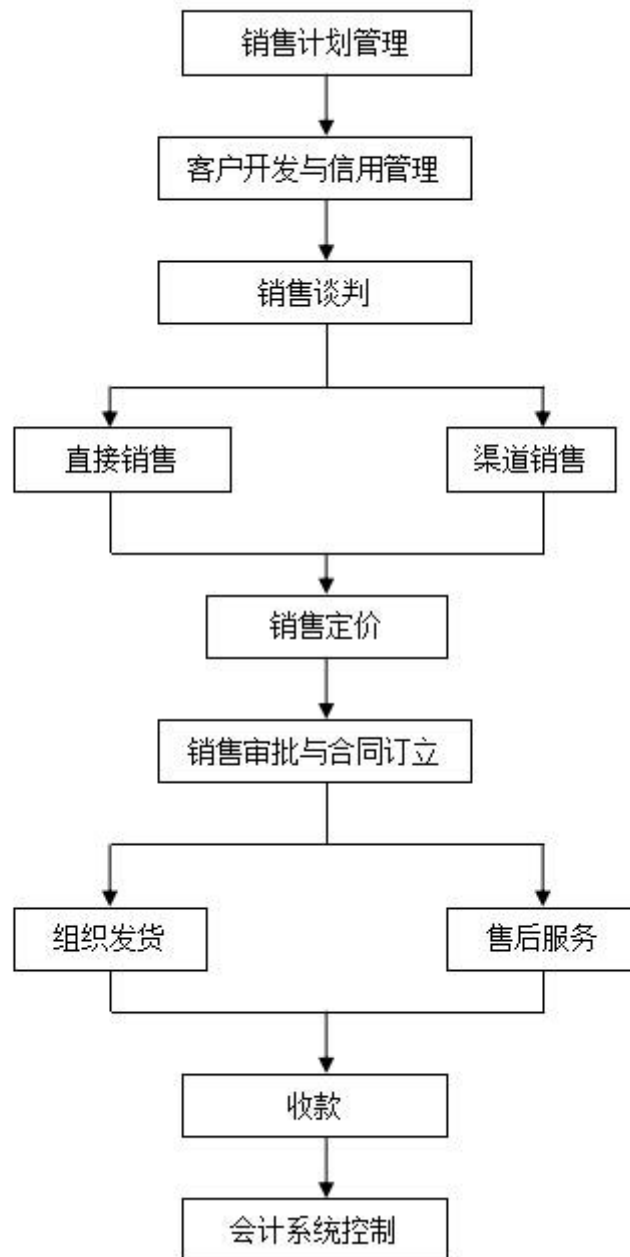 销售计划管理
客户开发与信用管理
销售谈判
直接销售
渠道销售
销售定价
销售审批与合同订立
组织发货
售后服务
收款
会计系统控制